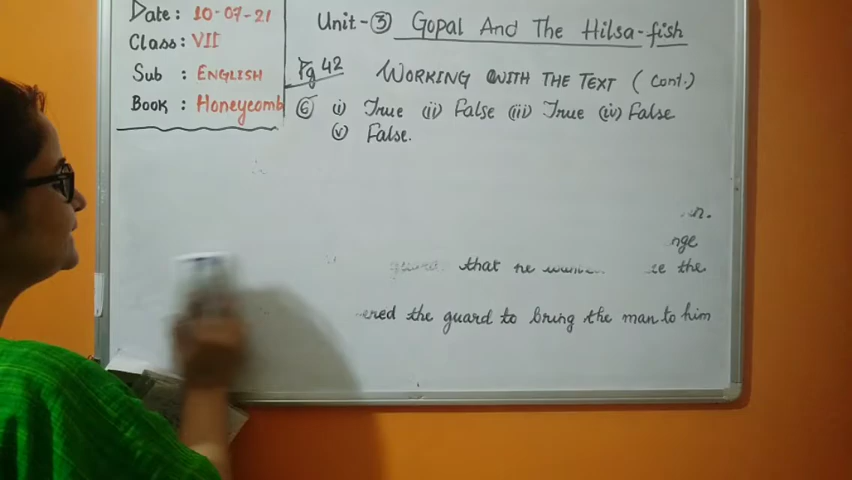 Date : 10-07-21
Class: VII
Sub : ENGLISH
Book : Honeycomb
Unit-③ Gopal And The Hilsa-fish
Pg 42 WORKING WITH THE TEXT ( Cont.)
⑥ (i) True (ii) False (iii) True (iv) False
(v) False.
that he the
the guard to bring the man to him